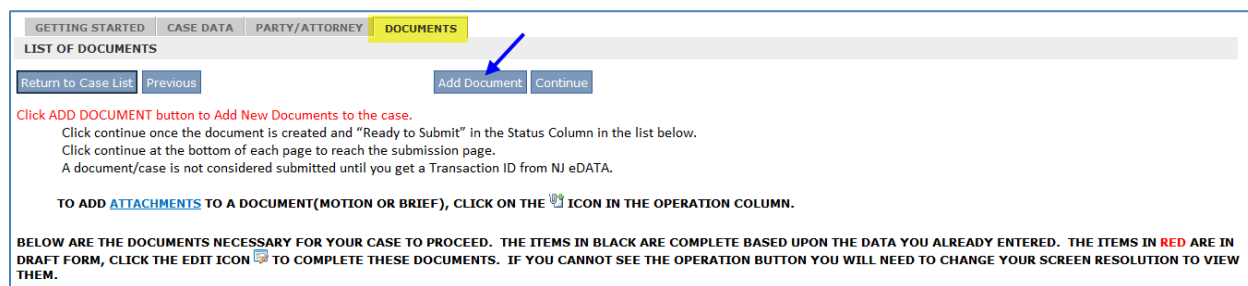 GETTING STARTED CASE DATA PARTY/ATTORNEY DOCUMENTS
LIST OF DOCUMENTS
Return to Case List Previous Add Document Continue
Click ADD DOCUMENT button to Add New Documents to the case.
Click continue once the document is created and “Ready to Submit” in the Status Column in the list below.
Click continue at the bottom of each page to reach the submission page.
A document/case is not considered submitted until you get a Transaction ID from NJ eDATA.
TO ADD ATTACHMENTS TO A DOCUMENT(MOTION OR BRIEF), CLICK ON THE ICON IN THE OPERATION COLUMN.
BELOW ARE THE DOCUMENTS NECESSARY FOR YOUR CASE TO PROCEED. THE ITEMS IN BLACK ARE COMPLETE BASED UPON THE DATA YOU ALREADY ENTERED. THE ITEMS IN RED ARE IN
DRAFT FORM, CLICK THE EDIT ICON TO COMPLETE THESE DOCUMENTS. IF YOU CANNOT SEE THE OPERATION BUTTON YOU WILL NEED TO CHANGE YOUR SCREEN RESOLUTION TO VIEW
THEM.